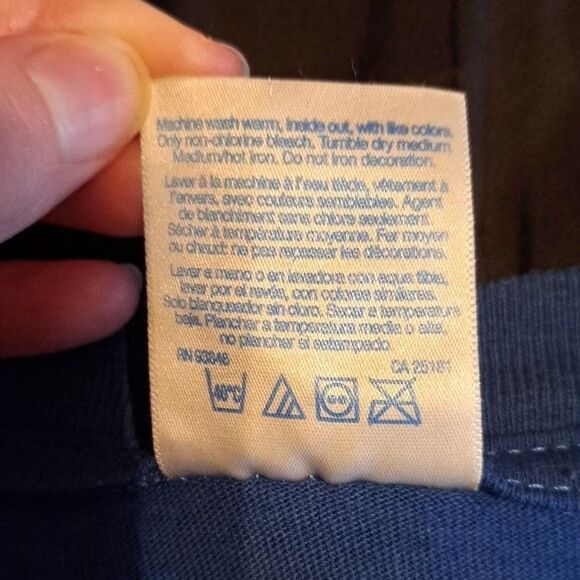 Machine wash warm, inside out, with like colors.
Only non-chlorine bleach, Tumble dry medium.
Medium/hot iron. Do not iron decoration.
Laver à la machine à l'eau tiède, vêtement à
l'envers, avec couleurs semblables. Agent
de blanchiment sans chlore seulement.
Sécher à température moyenne. Fer moyen
ou chaud: ne pas repasser les décorations.
Lavar a mano o en lavadora con agua tibia,
lavar por el revés, con colores similares.
Solo blanqueador sin cloro. Secar a temperatura
baja. Planchar a temperatura media o alta,
no planchar el estampado.
RN 93846 CA 25181
40°C